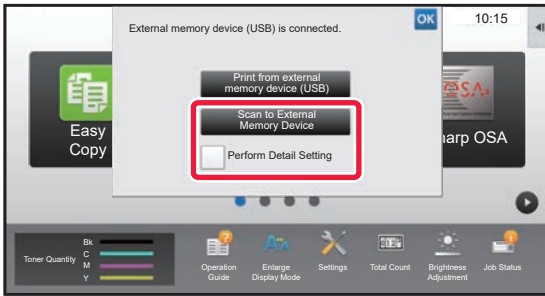 External memory device (USB) is connected.
OK
10:15
Print from external
memory device (USB)
Scan to External
Memory Device
Perform Detail Setting
Easy
Copy
OSA
harp OSA
Toner Quantity
Bk
C
M
Y
Operation
Guide
Enlarge
Display Mode
Settings
Total Count
Brightness
Adjustment
Job Status